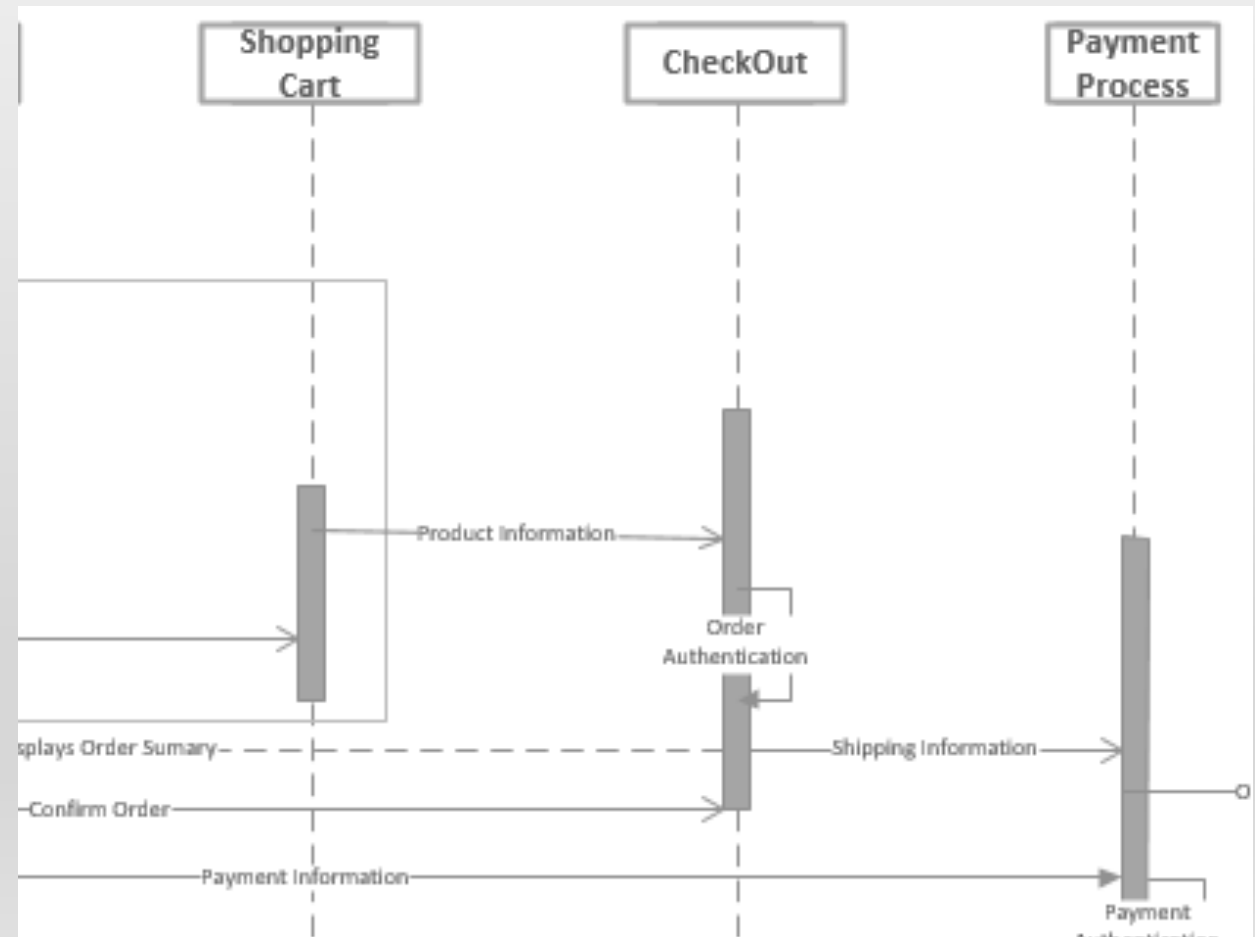 Shopping
Cart
CheckOut
Payment
Process
Product Information
Order
Authentication
splays Order Sumary
Shipping Information
Confirm Order
Payment Information
Payment